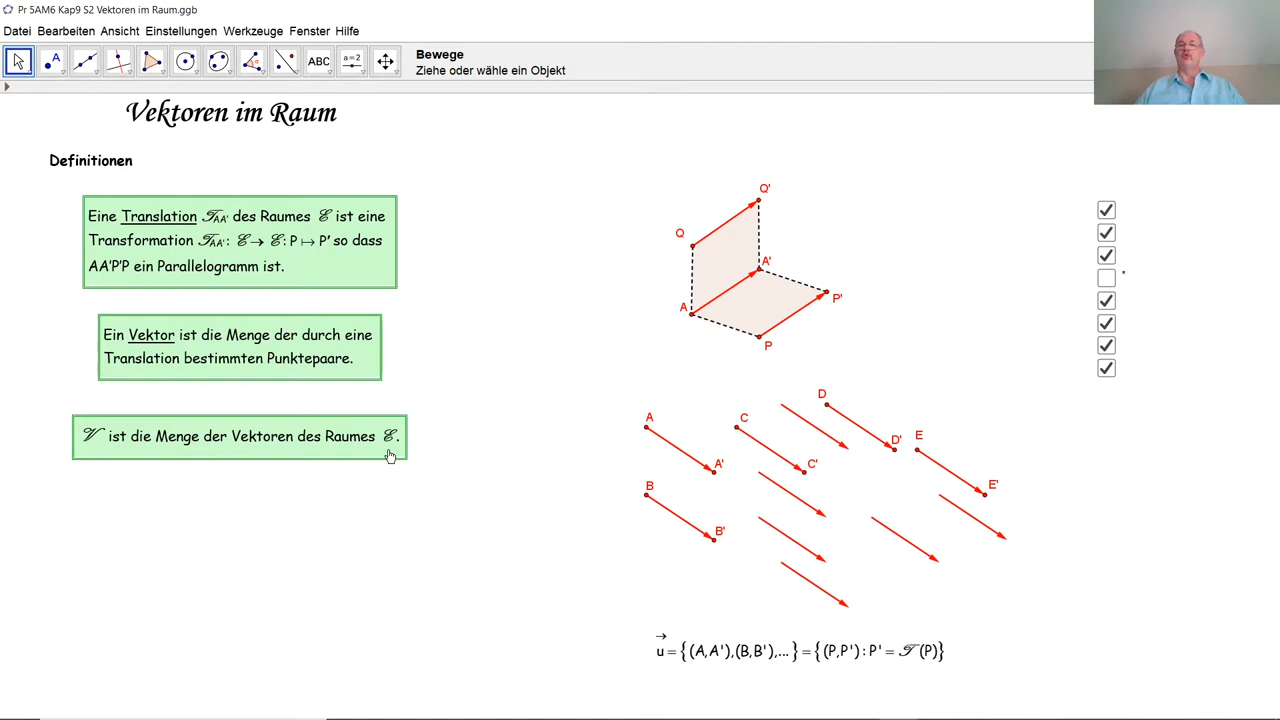 Pr 5AM6 Kap9 S2 Vektoren im Raum.ggb
Datei Bearbeiten Ansicht Einstellungen Werkzeuge Fenster Hilfe
A
ABC
a=2
Bewege
Ziehe oder wähle ein Objekt
Vektoren im Raum
Definitionen
Eine Translation 𝒯AA' des Raumes ℰ ist eine
Transformation 𝒯AA' : ℰ → ℰ : P ↦ P' so dass
AA'P'P ein Parallelogramm ist.
Ein Vektor ist die Menge der durch eine
Translation bestimmten Punktepaare.
𝒱 ist die Menge der Vektoren des Raumes ℰ.
Q'
Q
A'
A
P'
P
D
A
C
D'
E
A'
C'
B
E'
B'
*
→
u = {(A,A'),(B,B'),...} = {(P,P') : P' = 𝒯(P)}